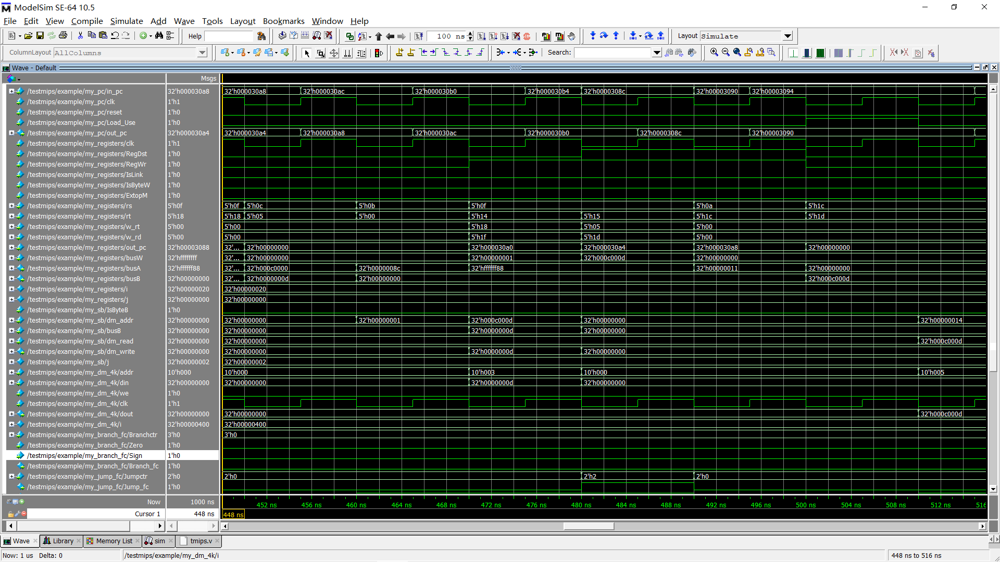 ModelSim SE-64 10.5
File Edit View Compile Simulate Add Wave Tools Layout Bookmarks Window Help
Help 100 ns Layout Simulate
ColumnLayout AllColumns Search:
Wave - Default
Msgs
/testmips/example/my_pc/in_pc 32'h000030a8 32'h000030a8 32'h000030ac 32'h000030b0 32'h000030b4 32'h0000308c 32'h00003090 32'h00003094
/testmips/example/my_pc/clk 1'h1
/testmips/example/my_pc/reset 1'h0
/testmips/example/my_pc/Load_Use 1'h0
/testmips/example/my_pc/out_pc 32'h000030a4 32'h000030a4 32'h000030a8 32'h000030ac 32'h000030b0 32'h0000308c 32'h00003090
/testmips/example/my_registers/clk 1'h1
/testmips/example/my_registers/RegDst 1'h0
/testmips/example/my_registers/RegWr 1'h0
/testmips/example/my_registers/IsLink 1'h0
/testmips/example/my_registers/IsByteW 1'h0
/testmips/example/my_registers/ExtopM 1'h0
/testmips/example/my_registers/rs 5'h0f 5'h0f 5'h0c 5'h0b 5'h0f 5'h0a 5'h1c
/testmips/example/my_registers/rt 5'h18 5'h18 5'h05 5'h00 5'h14 5'h15 5'h1c 5'h1d
/testmips/example/my_registers/w_rt 5'h00 5'h00 5'h18 5'h05 5'h00
/testmips/example/my_registers/w_rd 5'h00 5'h00 5'h1f 5'h1d 5'h00
/testmips/example/my_registers/out_pc 32'h00003088 32'... 32'h00000000 32'h000030a0 32'h000030a4 32'h000030a8 32'h00000000
/testmips/example/my_registers/busW 32'hffffffff 32'... 32'h00000000 32'h00000001 32'h000c000d 32'h00000000
/testmips/example/my_registers/busA 32'hffffff88 32'... 32'h000c0000 32'h0000008c 32'hffffff88 32'h00000011 32'h00000000
/testmips/example/my_registers/busB 32'h00000000 32'... 32'h0000000d 32'h00000000 32'h000c000d
/testmips/example/my_registers/i 32'h00000020 32'h00000020
/testmips/example/my_registers/j 32'h00000000 32'h00000000
/testmips/example/my_sb/IsByteB 1'h0
/testmips/example/my_sb/dm_addr 32'h00000000 32'h00000000 32'h00000001 32'h000c000d 32'h00000000 32'h00000014
/testmips/example/my_sb/busB 32'h00000000 32'h00000000 32'h0000000d 32'h00000000
/testmips/example/my_sb/dm_read 32'h00000000 32'h00000000 32'h000c000d
/testmips/example/my_sb/dm_write 32'h00000000 32'h00000000 32'h0000000d 32'h00000000
/testmips/example/my_sb/j 32'h00000002 32'h00000002
/testmips/example/my_dm_4k/addr 10'h000 10'h000 10'h003 10'h000 10'h005
/testmips/example/my_dm_4k/din 32'h00000000 32'h00000000 32'h0000000d 32'h00000000
/testmips/example/my_dm_4k/we 1'h0
/testmips/example/my_dm_4k/clk 1'h1
/testmips/example/my_dm_4k/dout 32'h00000000 32'h00000000 32'h000c000d
/testmips/example/my_dm_4k/i 32'h00000400 32'h00000400
/testmips/example/my_branch_fc/Branchctr 3'h0 3'h0
/testmips/example/my_branch_fc/Zero 1'h0
/testmips/example/my_branch_fc/Sign 1'h0
/testmips/example/my_branch_fc/Branch_fc 1'h0
/testmips/example/my_jump_fc/Jumpctr 2'h0 2'h0 2'h2 2'h0
/testmips/example/my_jump_fc/Jump_fc 1'h0
Now 1000 ns 452 ns 456 ns 460 ns 464 ns 468 ns 472 ns 476 ns 480 ns 484 ns 488 ns 492 ns 496 ns 500 ns 504 ns 508 ns 512 ns 516
Cursor 1 448 ns 448 ns
Wave Library Memory List sim tmips.v
Now: 1 us Delta: 0 /testmips/example/my_dm_4k/i 448 ns to 516 ns